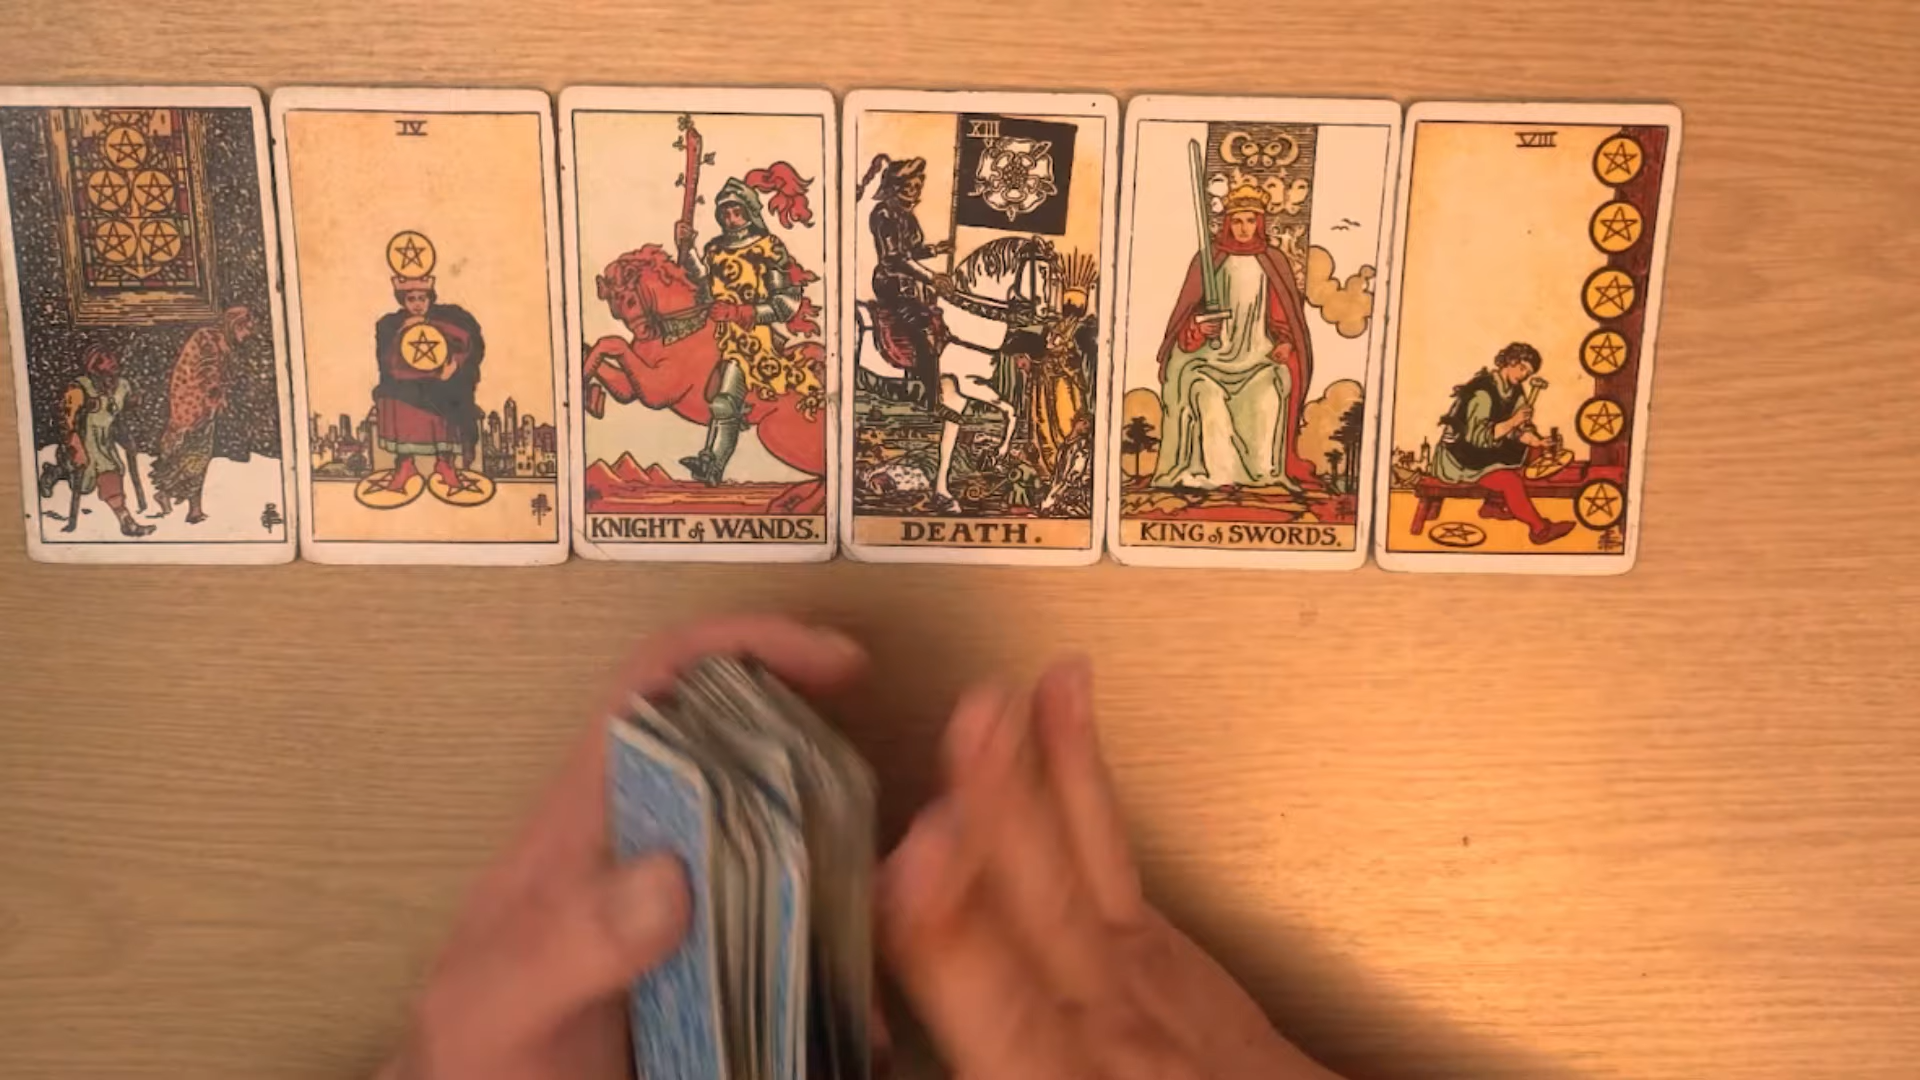 IV
KNIGHT of WANDS.
XIII
DEATH.
KING of SWORDS.
VIII